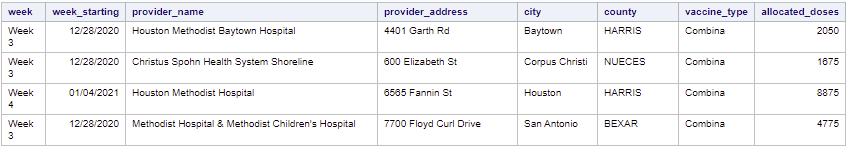 week week_starting provider_name provider_address city county vaccine_type allocated_doses
Week 12/28/2020 Houston Methodist Baytown Hospital 4401 Garth Rd Baytown HARRIS Combina 2050
3
Week 12/28/2020 Christus Spohn Health System Shoreline 600 Elizabeth St Corpus Christi NUECES Combina 1675
3
Week 01/04/2021 Houston Methodist Hospital 6565 Fannin St Houston HARRIS Combina 8875
4
Week 12/28/2020 Methodist Hospital & Methodist Children's Hospital 7700 Floyd Curl Drive San Antonio BEXAR Combina 4775
3